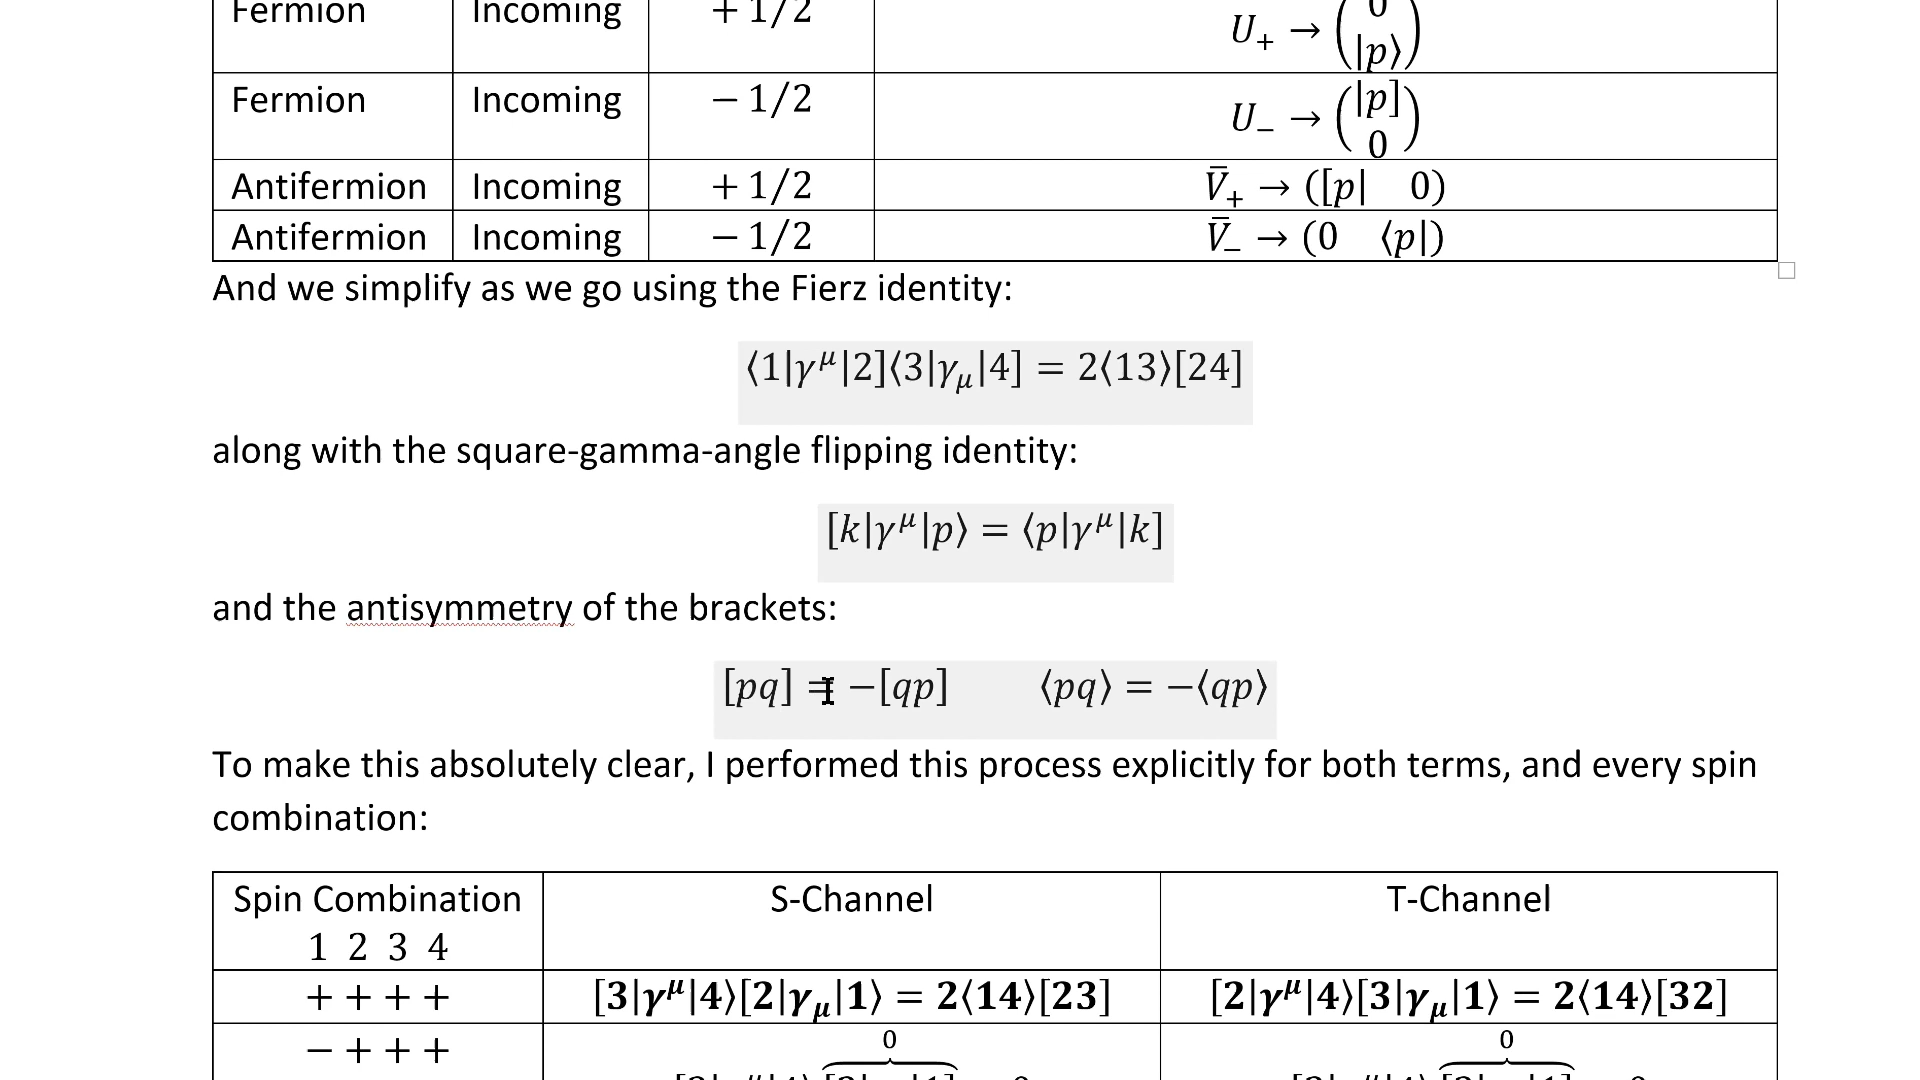 Fermion Incoming + 1/2 U₊ → (0 |p⟩)
Fermion Incoming − 1/2 U₋ → (|p] 0)
Antifermion Incoming + 1/2 V̄₊ → ([p| 0)
Antifermion Incoming − 1/2 V̄₋ → (0 ⟨p|)
And we simplify as we go using the Fierz identity:
⟨1|γ^μ|2]⟨3|γ_μ|4] = 2⟨13⟩[24]
along with the square-gamma-angle flipping identity:
[k|γ^μ|p⟩ = ⟨p|γ^μ|k]
and the antisymmetry of the brackets:
[pq] = −[qp] ⟨pq⟩ = −⟨qp⟩
To make this absolutely clear, I performed this process explicitly for both terms, and every spin
combination:
Spin Combination S-Channel T-Channel
1 2 3 4
+ + + + [3|γ^μ|4⟩[2|γ_μ|1⟩ = 2⟨14⟩[23] [2|γ^μ|4⟩[3|γ_μ|1⟩ = 2⟨14⟩[32]
− + + + 0 0